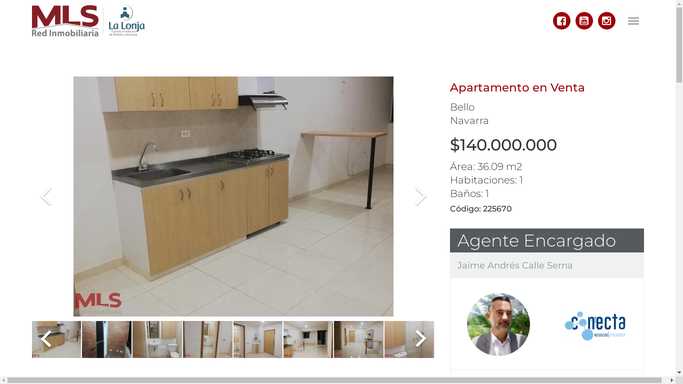 MLS
Red Inmobiliaria
La Lonja
Apartamento en Venta
Bello
Navarra
$140.000.000
Área: 36.09 m2
Habitaciones: 1
Baños: 1
Código: 225670
Agente Encargado
Jaime Andrés Calle Serna
conecta
MLS